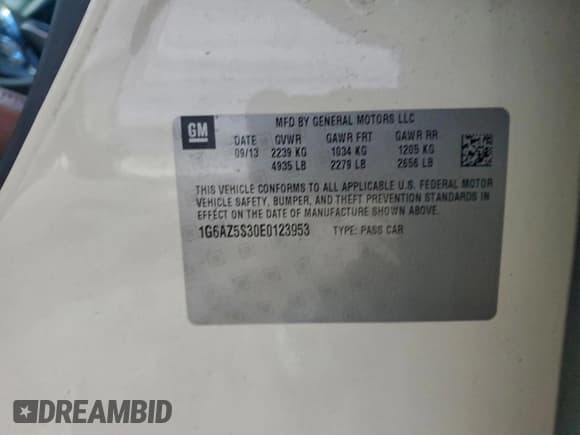 GM
MFD BY GENERAL MOTORS LLC
DATE GVWR GAWR FRT GAWR RR
09/13 2239 KG 1034 KG 1205 KG
4935 LB 2279 LB 2656 LB
THIS VEHICLE CONFORMS TO ALL APPLICABLE U.S. FEDERAL MOTOR
VEHICLE SAFETY, BUMPER, AND THEFT PREVENTION STANDARDS
IN EFFECT ON THE DATE OF MANUFACTURE SHOWN ABOVE.
1G6AZ5S30E0123953 TYPE: PASS CAR
DREAMBID